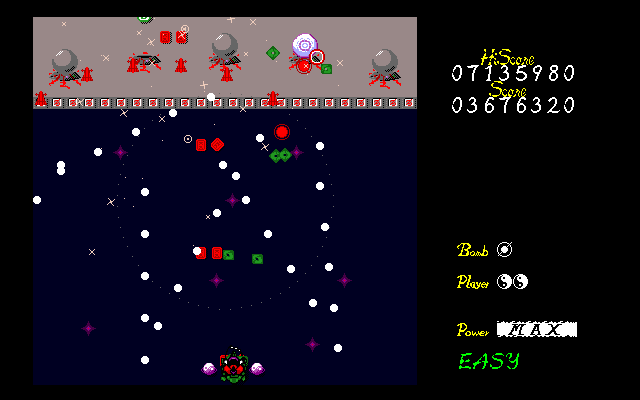 HiScore
07135980
Score
03676320
Bomb
Player
Power MAX
EASY